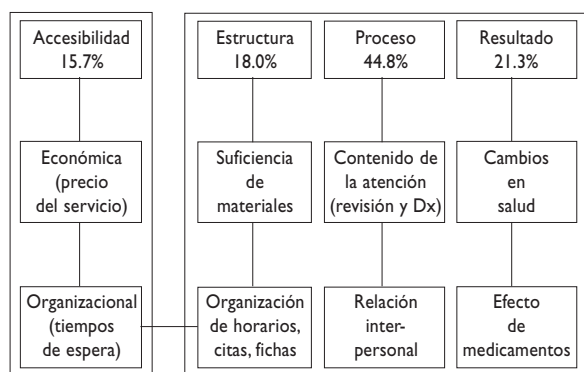 Accesibilidad
15.7%
Económica
(precio
del servicio)
Organizacional
(tiempos
de espera)
Estructura
18.0%
Suficiencia
de
materiales
Organización
de horarios,
citas, fichas
Proceso
44.8%
Contenido de
la atención
(revisión y Dx)
Relación
inter-
personal
Resultado
21.3%
Cambios
en
salud
Efecto
de
medicamentos